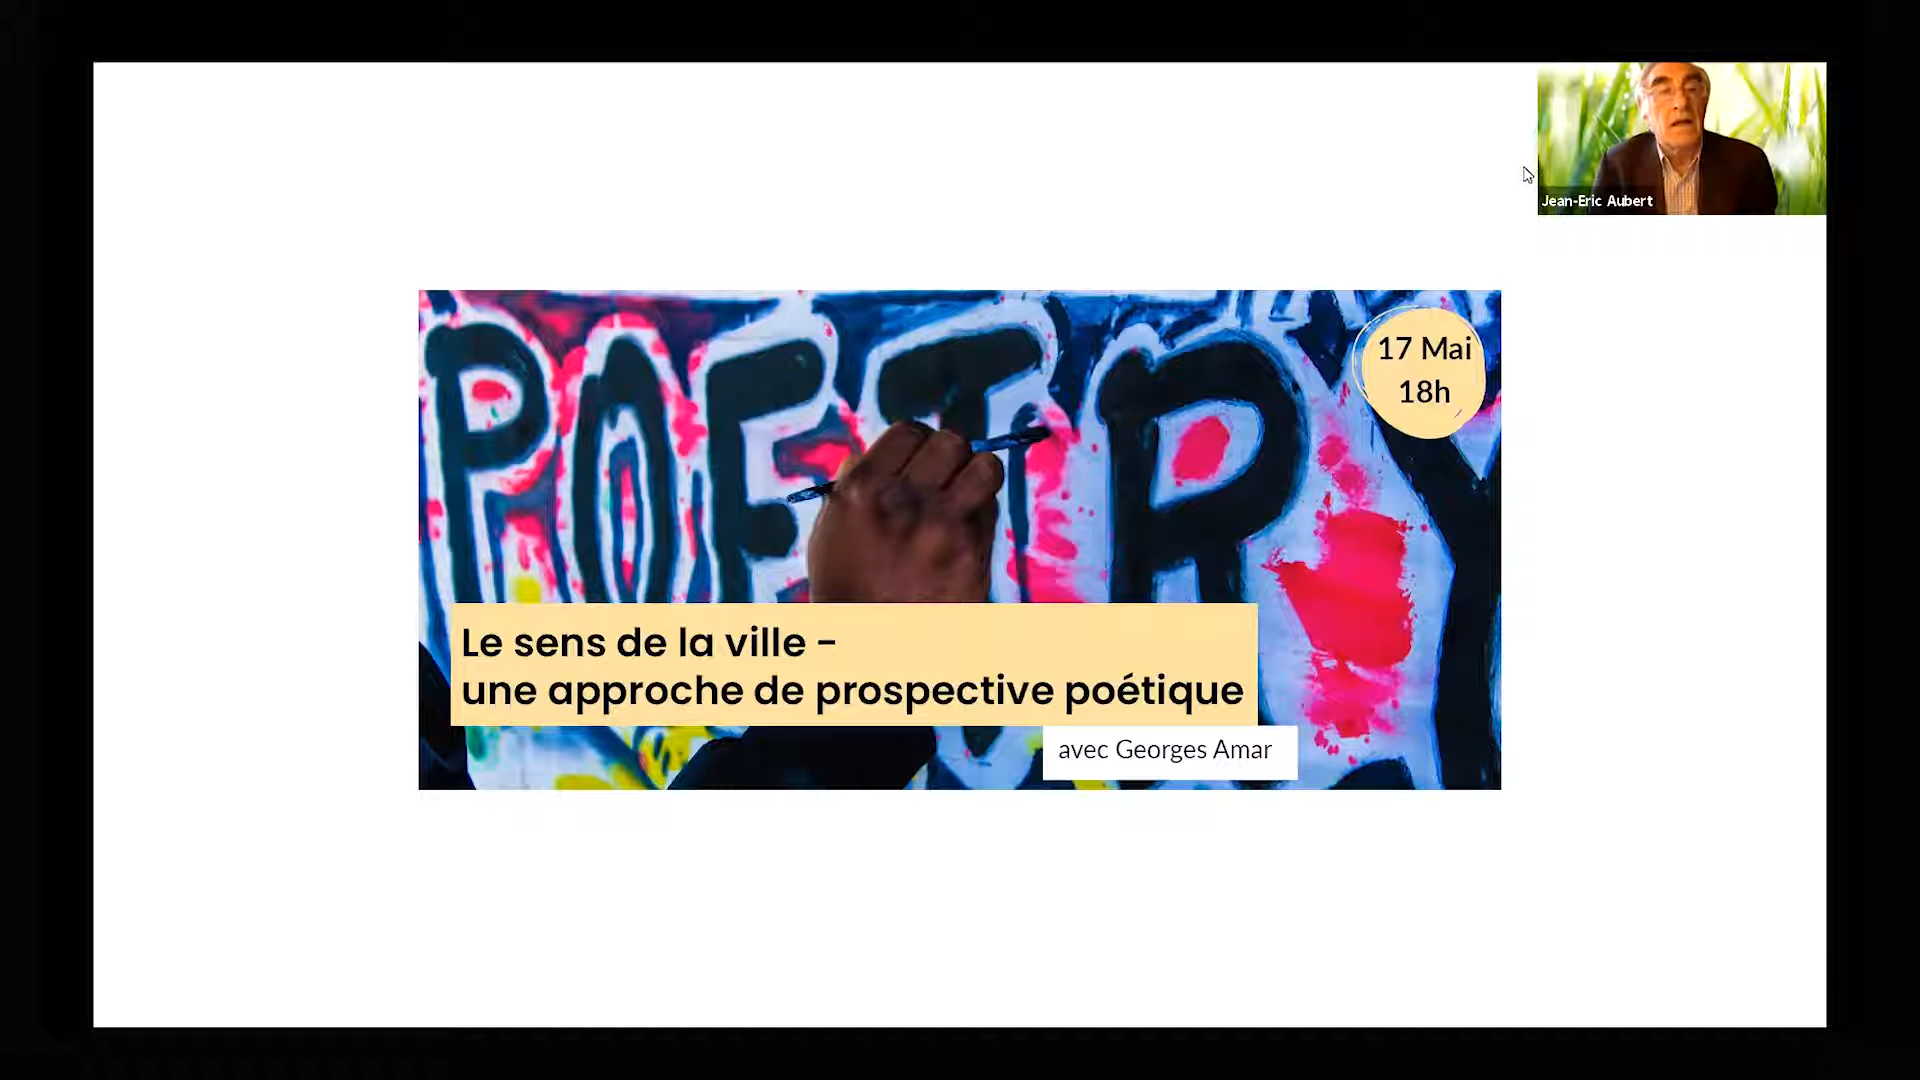 Jean-Eric Aubert
POETRY
17 Mai
18h
Le sens de la ville -
une approche de prospective poétique
avec Georges Amar